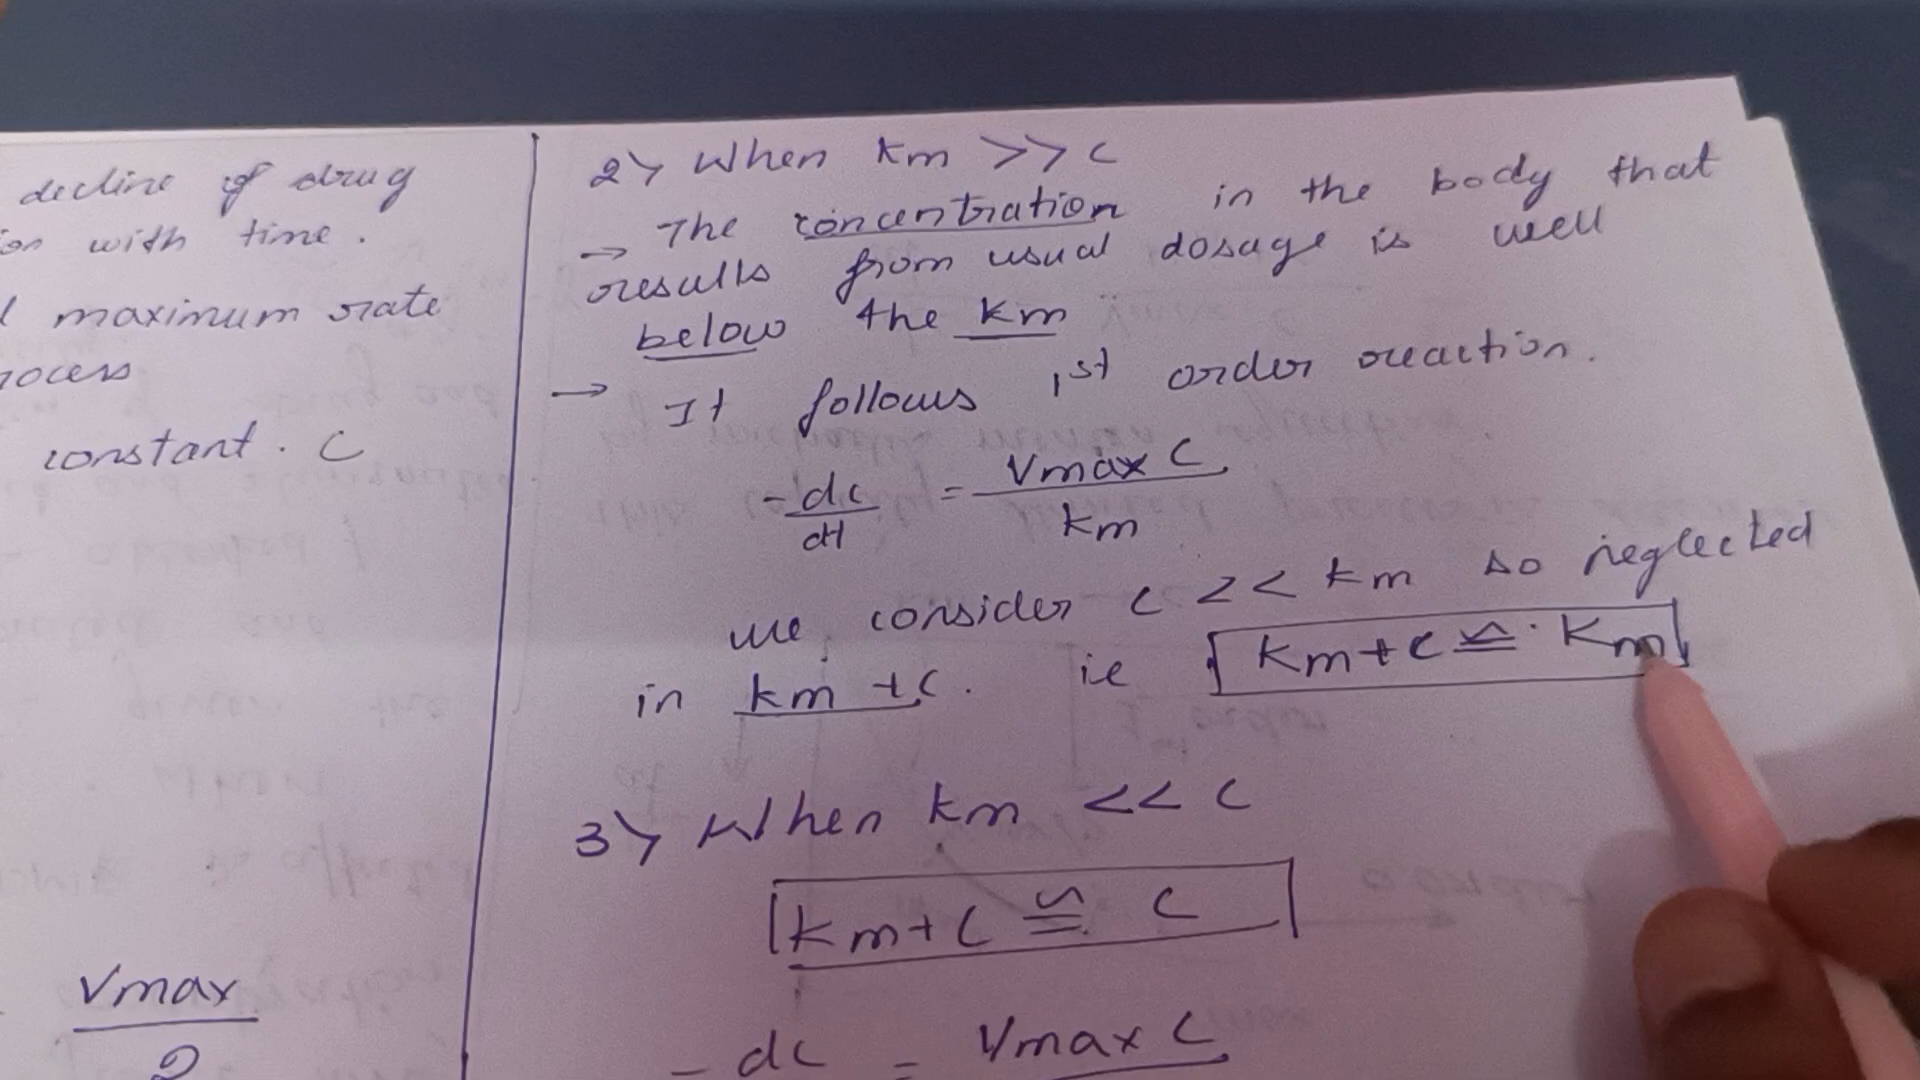 decline of drug
with time.
maximum rate
constant. C
Vmax
2
2> When Km >> C
→ The concentration in the body that
results from usual dosage is well
below the Km
→ It follows 1st order reaction.
-dc/dt = Vmax C / Km
we consider C << Km so neglected
in Km + C. ie Km + C ≅ Km
3> When Km << C
Km + C ≅ C
- dc = Vmax C